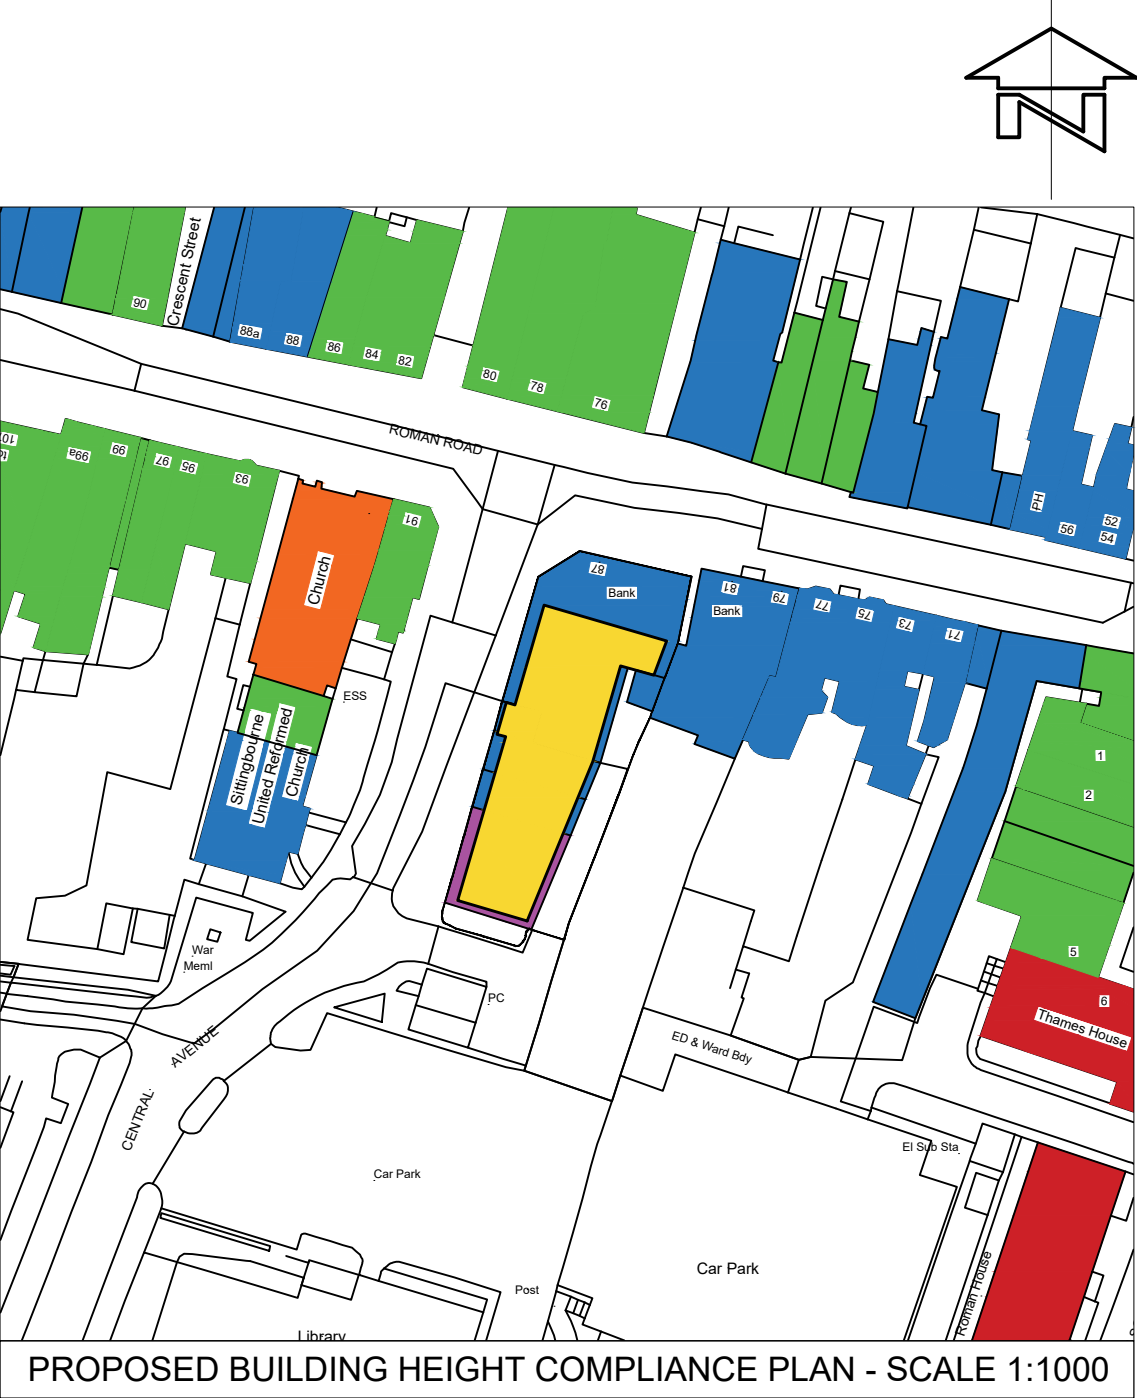 N
Crescent Street
90
88a
88
86
84
82
80
78
76
ROMAN ROAD
101
99a
99
97
95
93
91
Church
87
Bank
81
Bank
79
77
75
73
71
PH
56
52
54
ESS
Sittingbourne
United Reformed
Church
1
2
5
6
Thames House
War
Meml
PC
AVENUE
CENTRAL
ED & Ward Bdy
El Sub Sta
Car Park
Car Park
Post
Roman House
Library
PROPOSED BUILDING HEIGHT COMPLIANCE PLAN - SCALE 1:1000